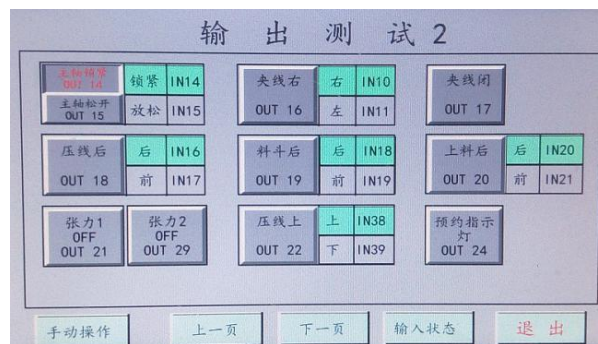 输出测试2
主轴锁紧
OUT 14
锁紧 IN14
主轴松开
OUT 15
放松 IN15
夹线右
OUT 16
右 IN10
左 IN11
夹线闭
OUT 17
压线后
OUT 18
后 IN16
前 IN17
料斗后
OUT 19
后 IN18
前 IN19
上料后
OUT 20
后 IN20
前 IN21
张力1
OFF
OUT 21
张力2
OFF
OUT 29
压线上
OUT 22
上 IN38
下 IN39
预约指示
灯
OUT 24
手动操作 上一页 下一页 输入状态 退出